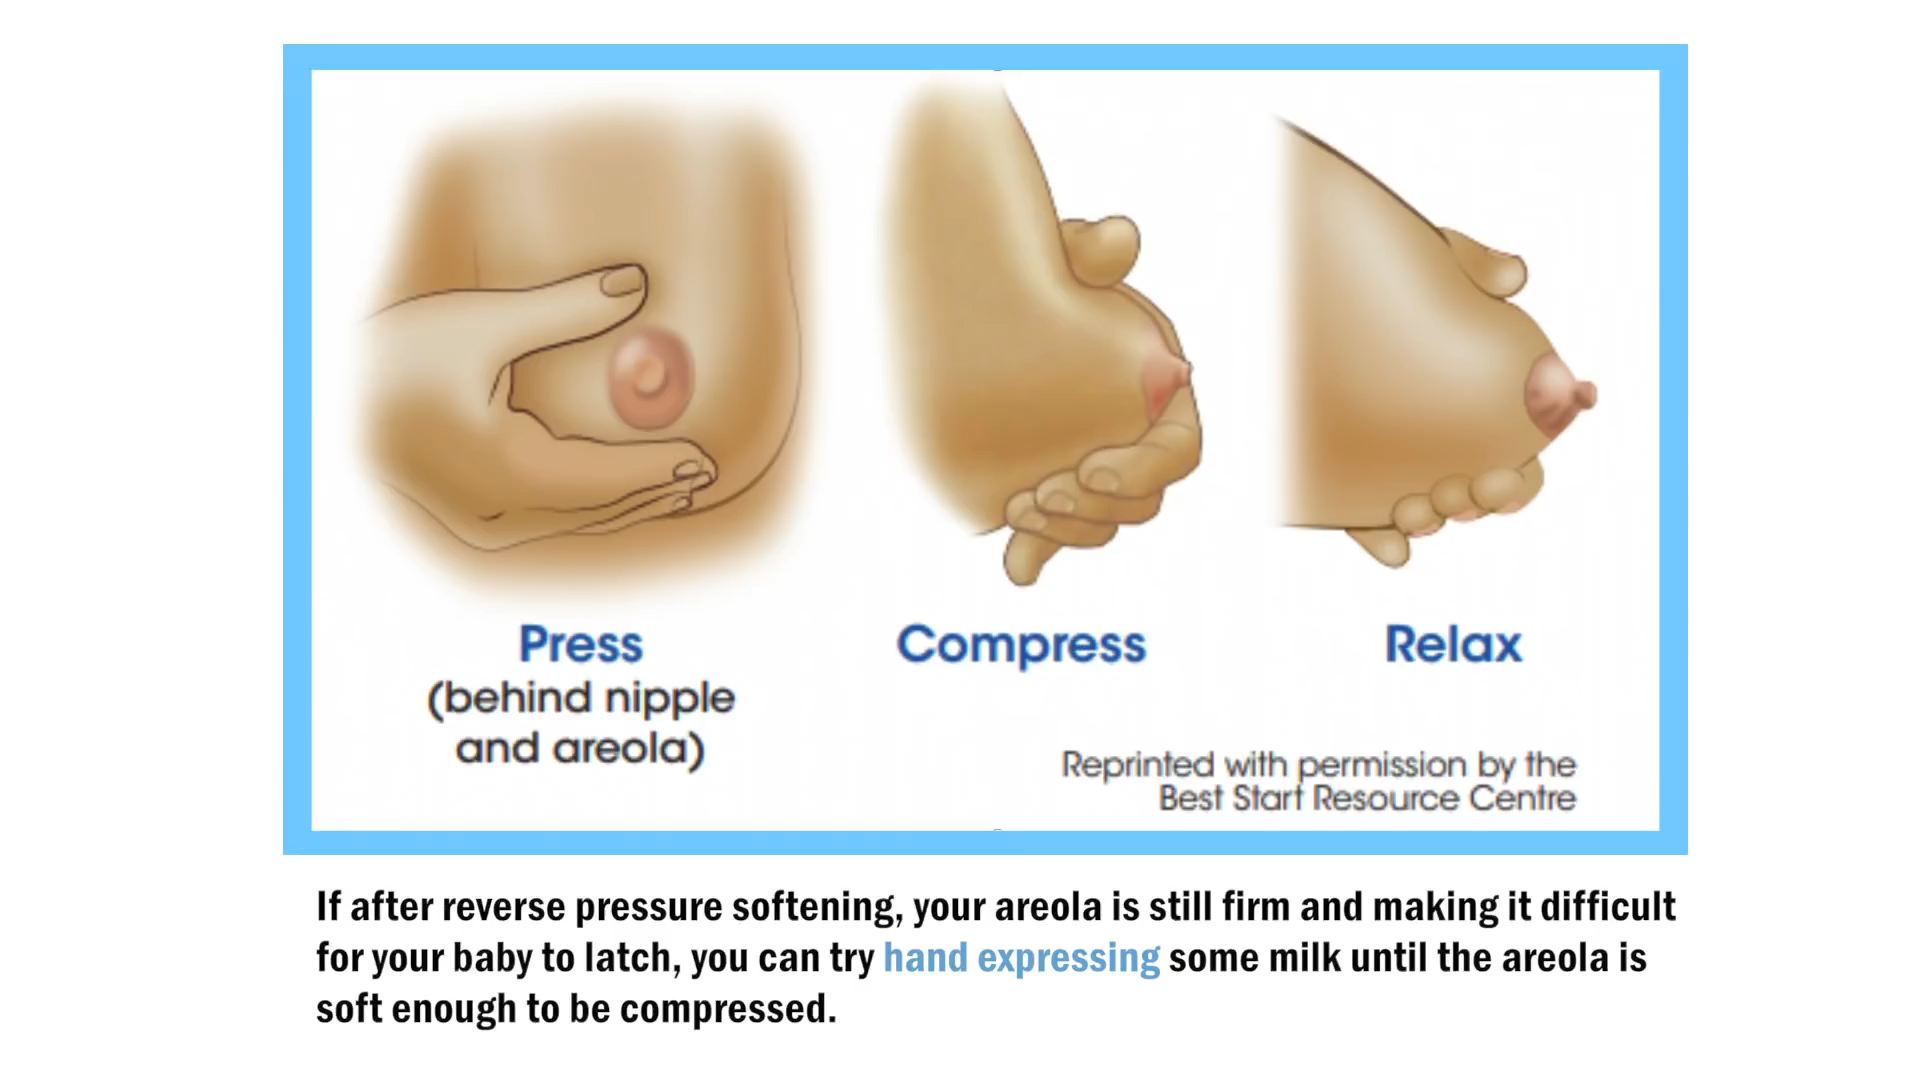 Press
(behind nipple
and areola)
Compress
Relax
Reprinted with permission by the
Best Start Resource Centre
If after reverse pressure softening, your areola is still firm and making it difficult
for your baby to latch, you can try hand expressing some milk until the areola is
soft enough to be compressed.